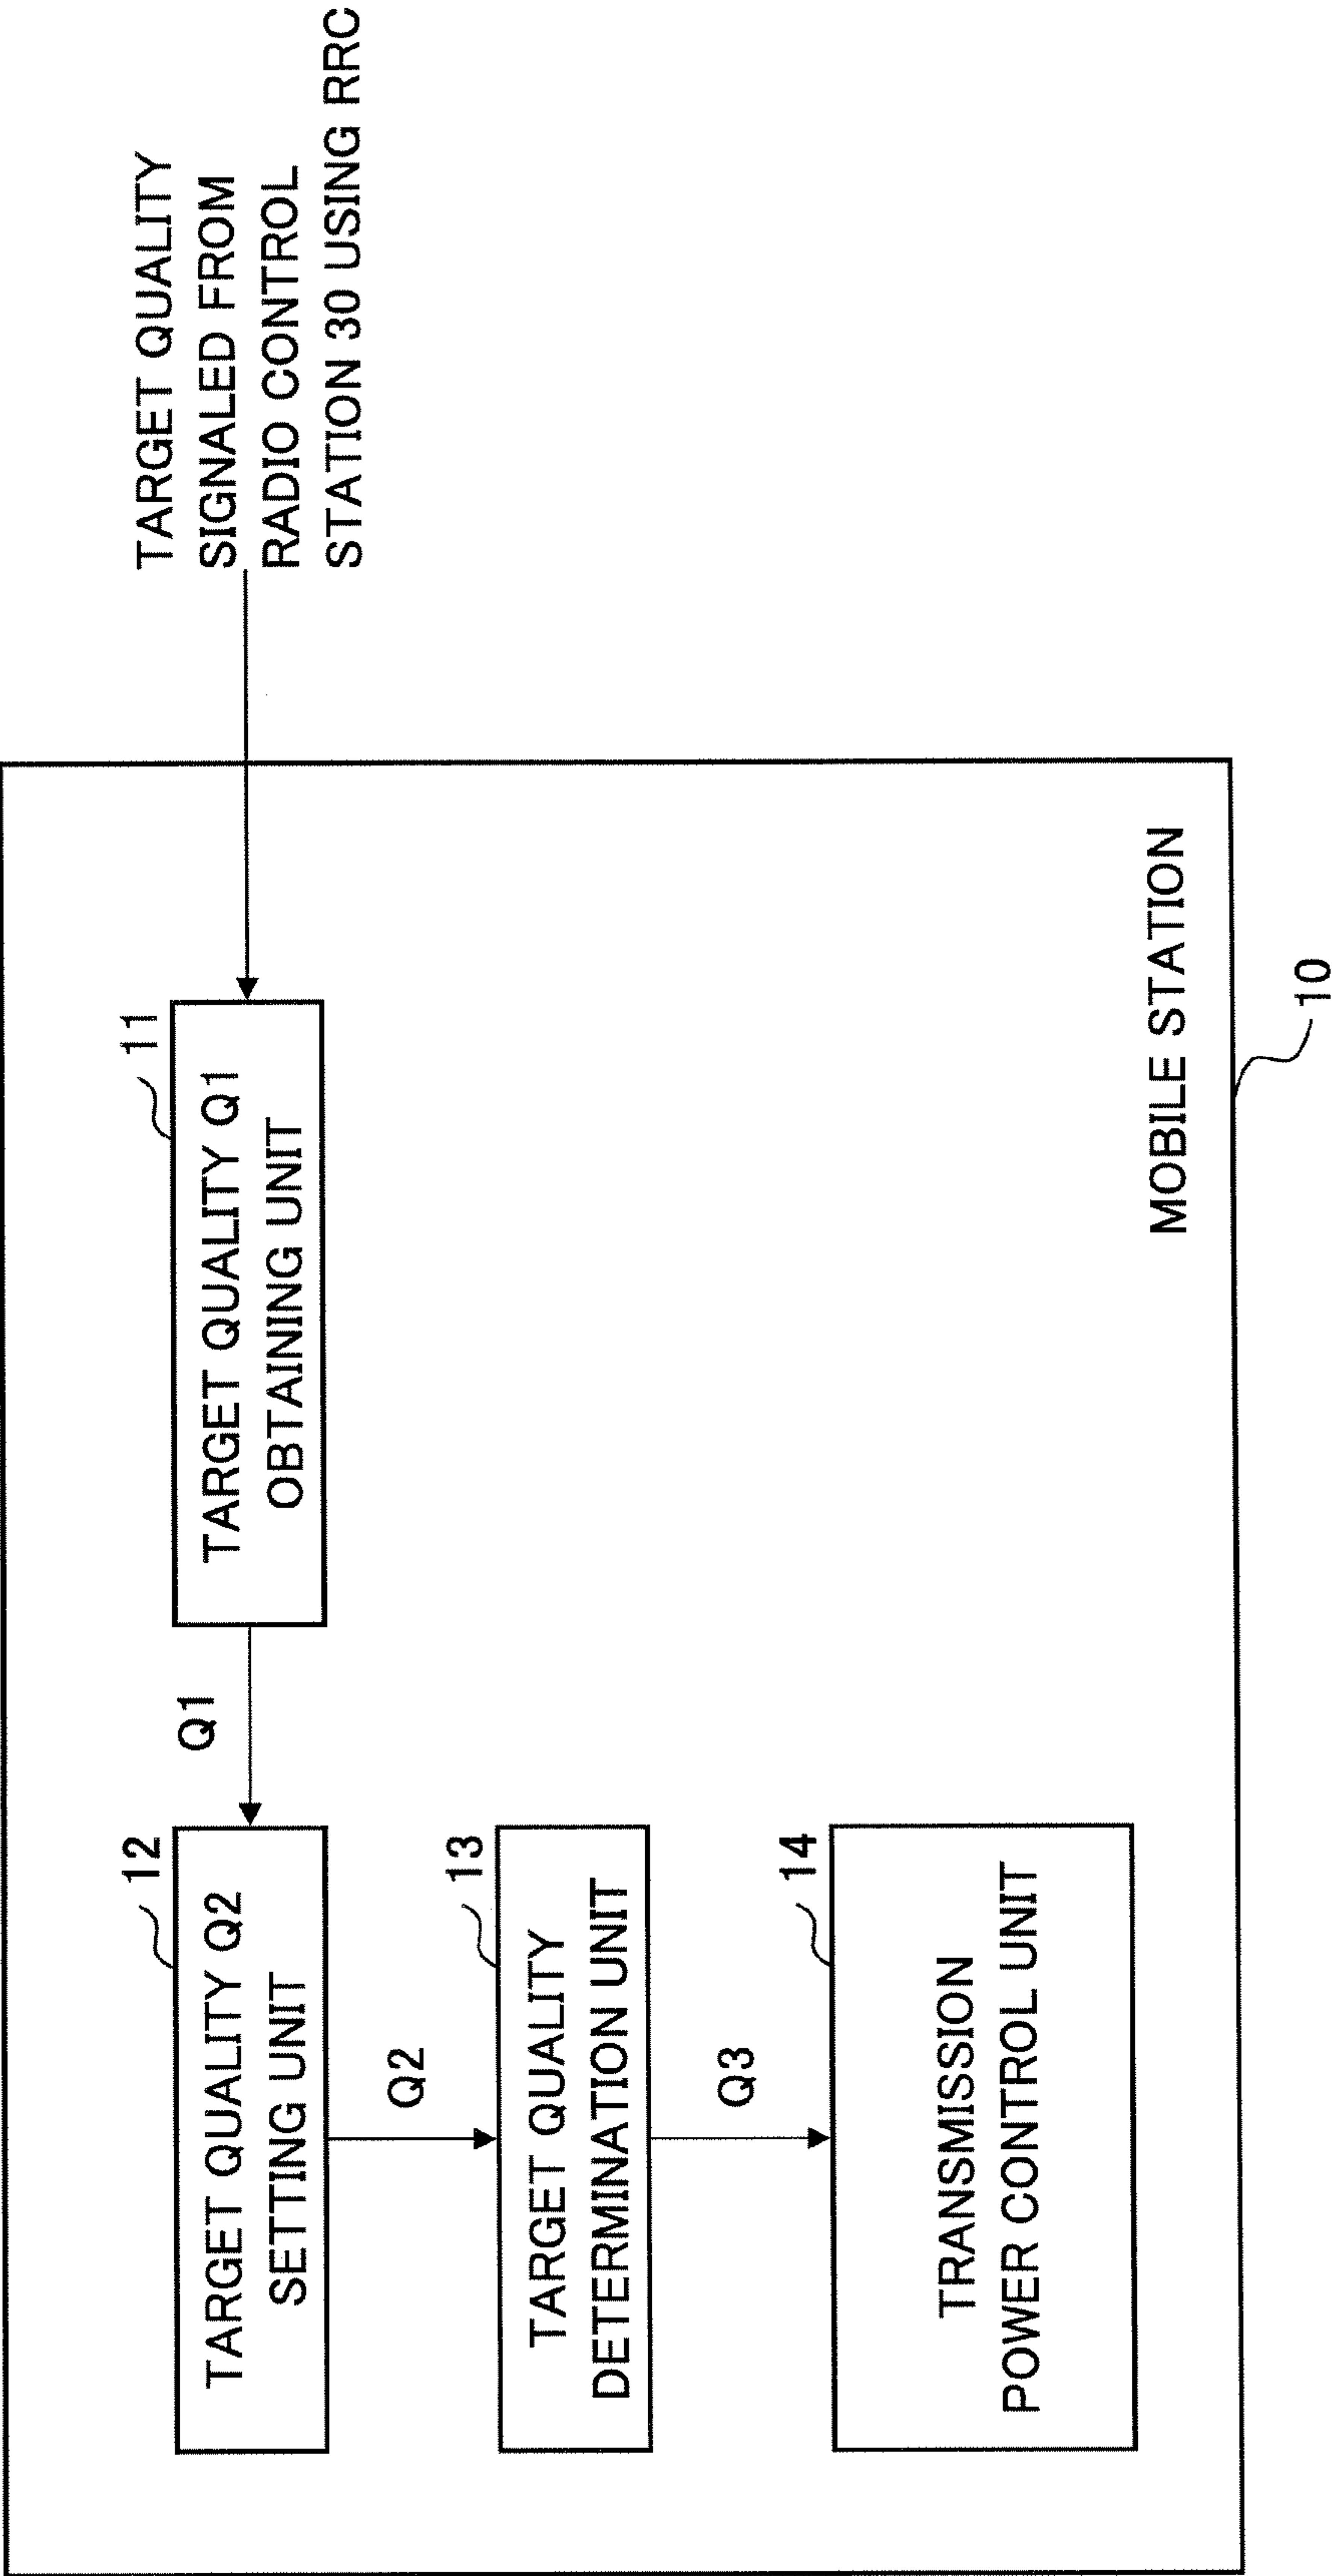 TARGET QUALITY
SIGNALED FROM
RADIO CONTROL
STATION 30 USING RRC
11
TARGET QUALITY Q1
OBTAINING UNIT
Q1
12
TARGET QUALITY Q2
SETTING UNIT
Q2
13
TARGET QUALITY
DETERMINATION UNIT
Q3
14
TRANSMISSION
POWER CONTROL UNIT
MOBILE STATION
10